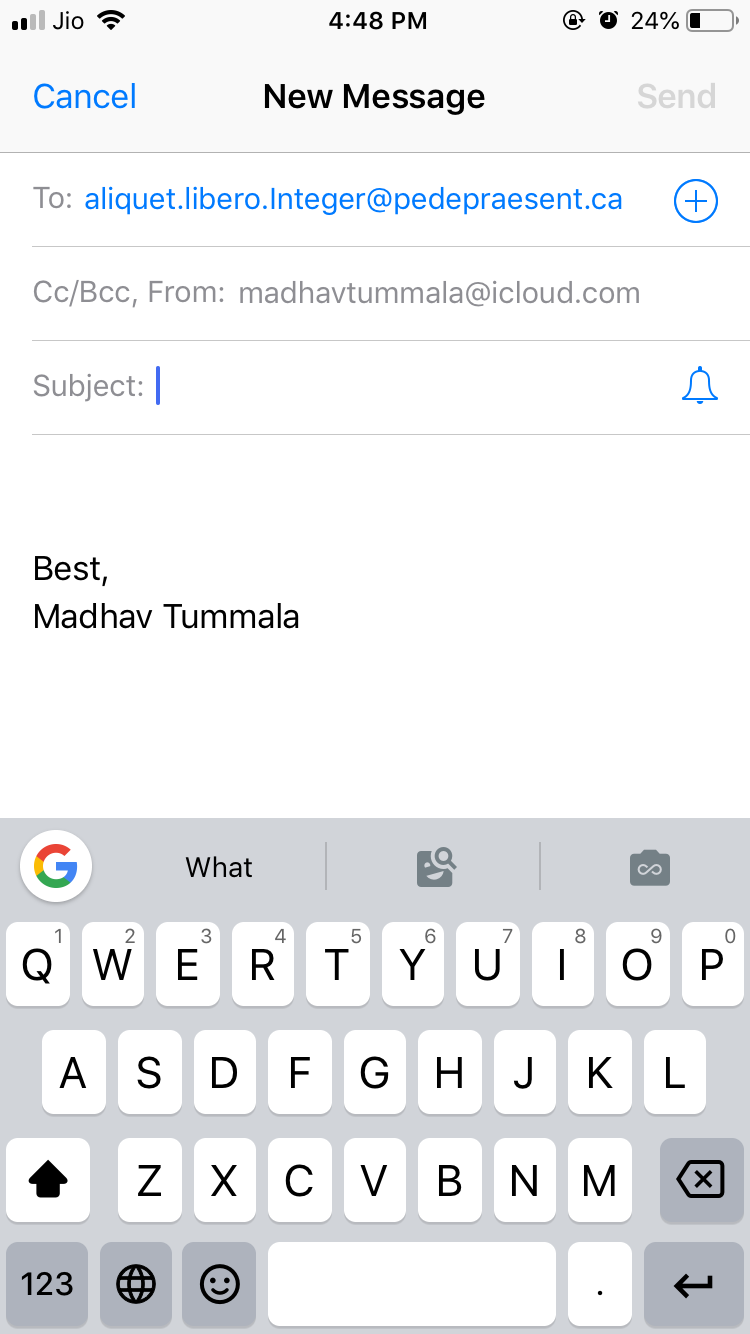 Jio 4:48 PM 24%
Cancel New Message Send
To: aliquet.libero.Integer@pedepraesent.ca
Cc/Bcc, From: madhavtummala@icloud.com
Subject:
Best,
Madhav Tummala
G What
Q 1 W 2 E 3 R 4 T 5 Y 6 U 7 I 8 O 9 P 0
A S D F G H J K L
Z X C V B N M
123 .